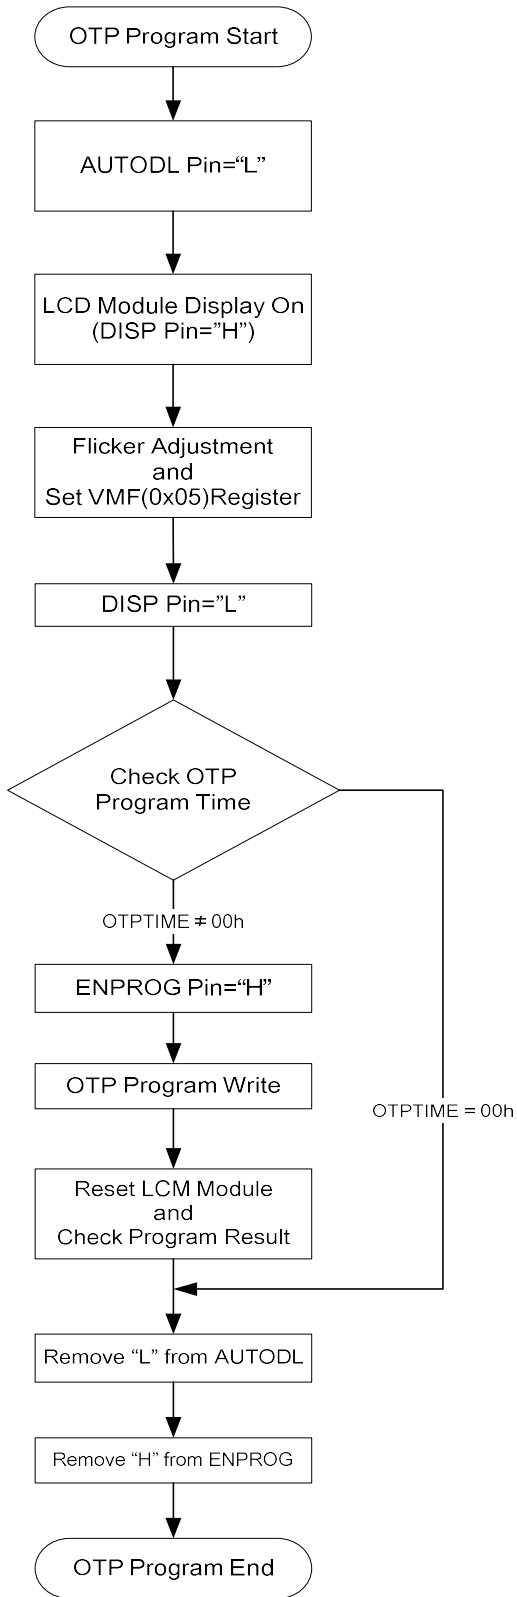 OTP Program Start
AUTODL Pin=“L”
LCD Module Display On
(DISP Pin=”H”)
Flicker Adjustment
and
Set VMF(0x05)Register
DISP Pin=”L”
Check OTP
Program Time
OTPTIME ≠ 00h
ENPROG Pin=“H”
OTP Program Write
OTPTIME = 00h
Reset LCM Module
and
Check Program Result
Remove “L” from AUTODL
Remove “H” from ENPROG
OTP Program End